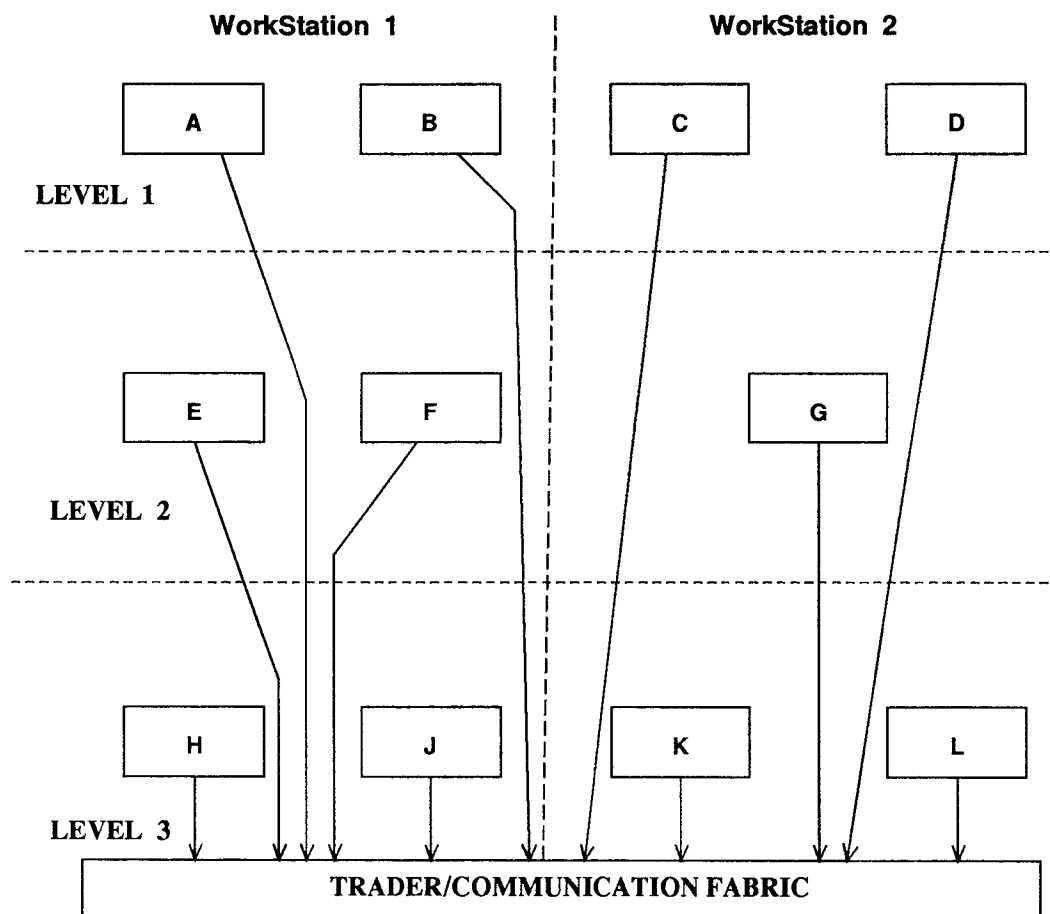 WorkStation 1
WorkStation 2
A
B
C
D
LEVEL 1
E
F
G
LEVEL 2
H
J
K
L
LEVEL 3
TRADER/COMMUNICATION FABRIC